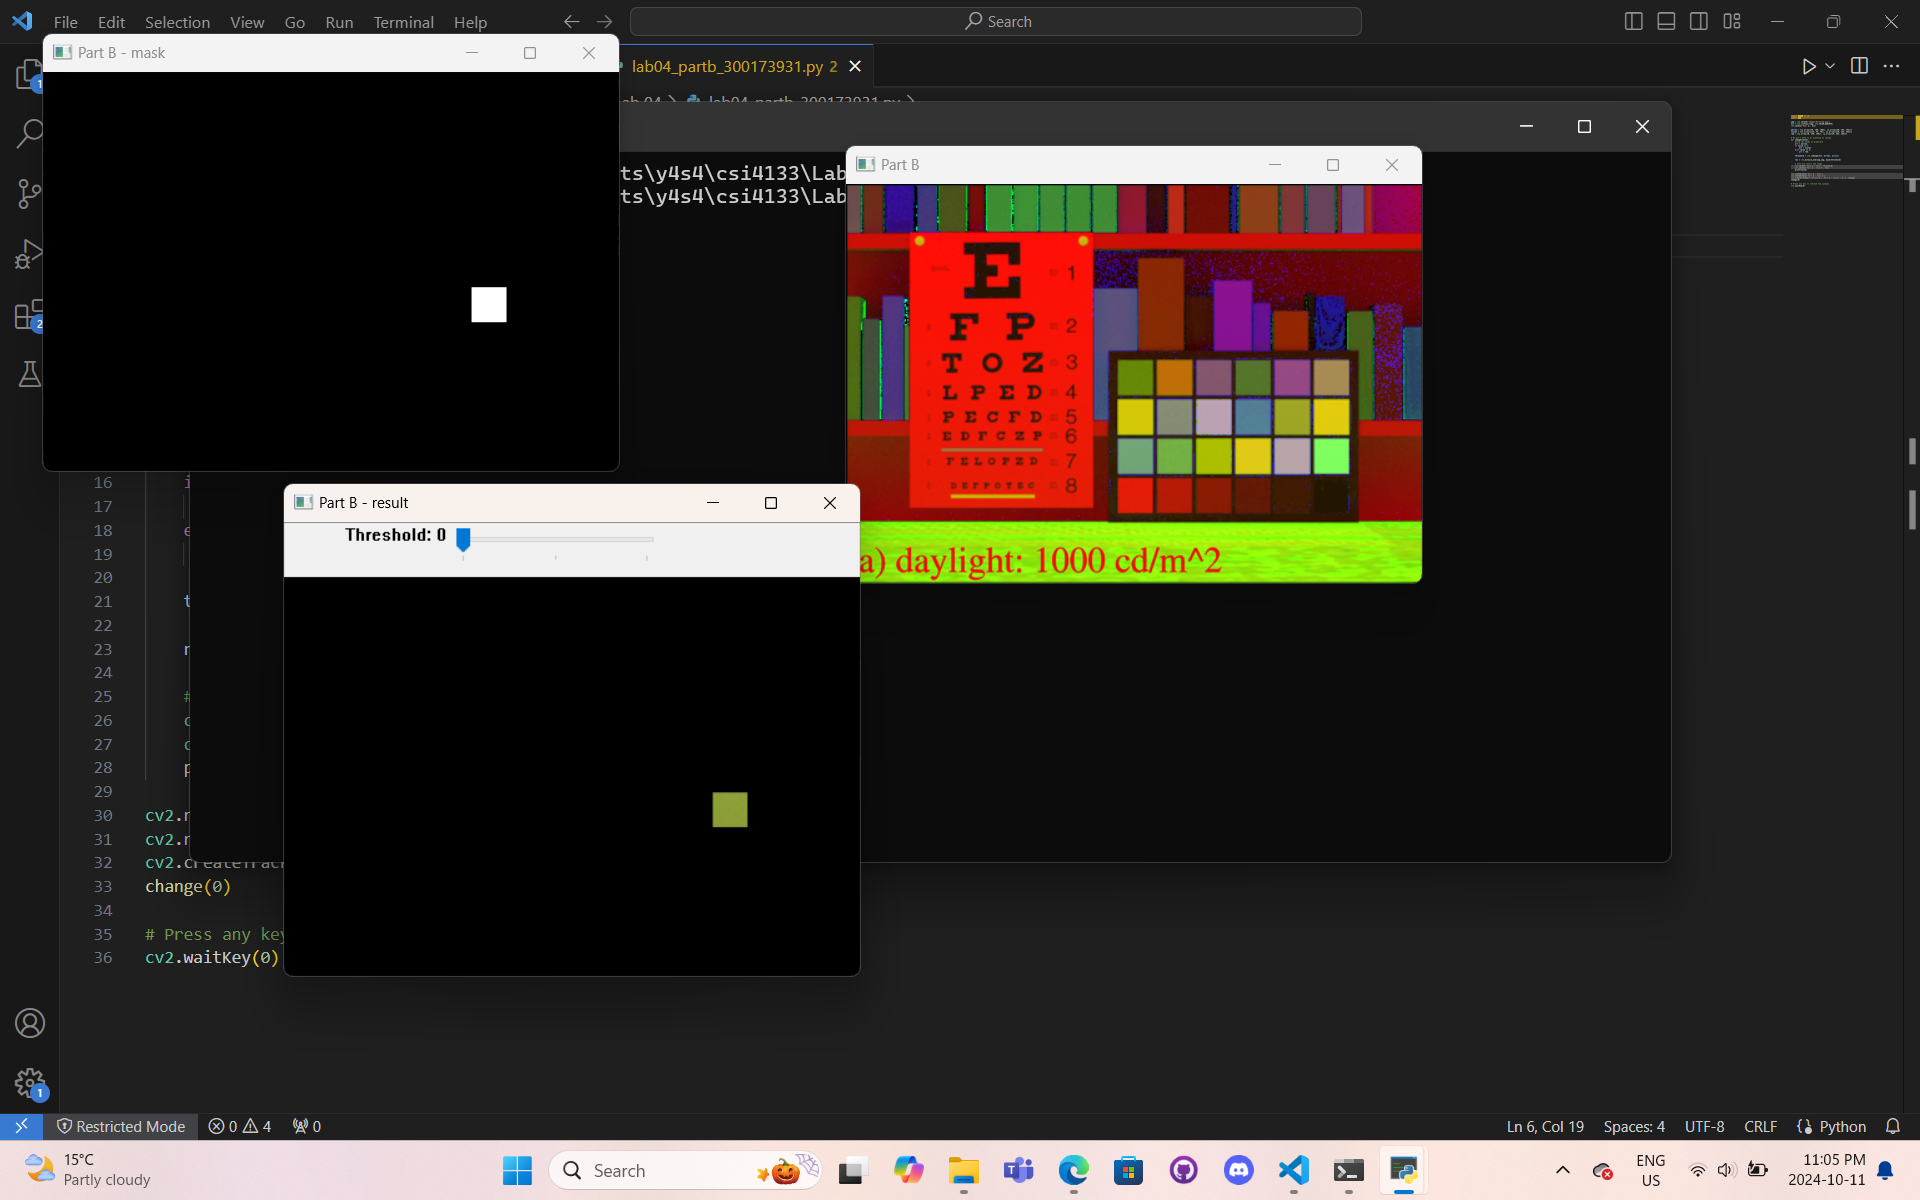 File Edit Selection View Go Run Terminal Help
Search
Part B - mask
lab04_partb_300173931.py 2
lab04_partb_300173931.py
ts\y4s4\csi4133\Lab
ts\y4s4\csi4133\Lab
Part B
E 1
F P 2
T O Z 3
L P E D 4
P E C F D 5
E D F C Z P 6
F E L O P Z D 7
D E F P O T E C 8
a) daylight: 1000 cd/m^2
Part B - result
Threshold: 0
16 i
17
18 e
19
20
21 t
22
23
24
25 #
26 c
27 c
28 p
29
30 cv2.
31 cv2.
32 cv2.createTrac
33 change(0)
34
35 # Press any key
36 cv2.waitKey(0)
1
2
1
Restricted Mode 0 4 0
Ln 6, Col 19 Spaces: 4 UTF-8 CRLF Python
15°C
Partly cloudy
Search
ENG
US
11:05 PM
2024-10-11